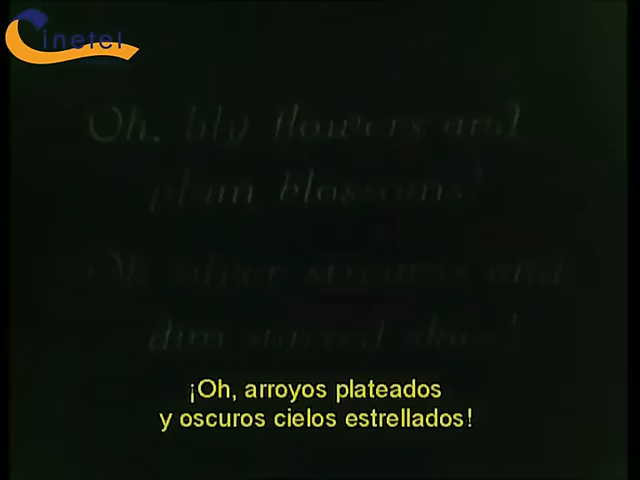 Cinetel
Oh, lily flowers and
plum blossoms!
Oh silver streams and
dim starred skies!
¡Oh, arroyos plateados
y oscuros cielos estrellados!